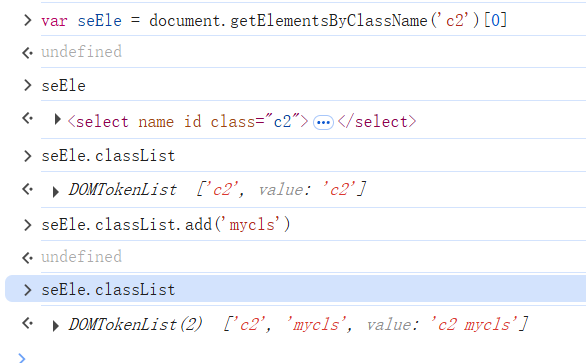 > var seEle = document.getElementsByClassName('c2')[0]
undefined
> seEle
<select name id class="c2">…</select>
> seEle.classList
DOMTokenList ['c2', value: 'c2']
> seEle.classList.add('mycls')
undefined
> seEle.classList
DOMTokenList(2) ['c2', 'mycls', value: 'c2 mycls']
>